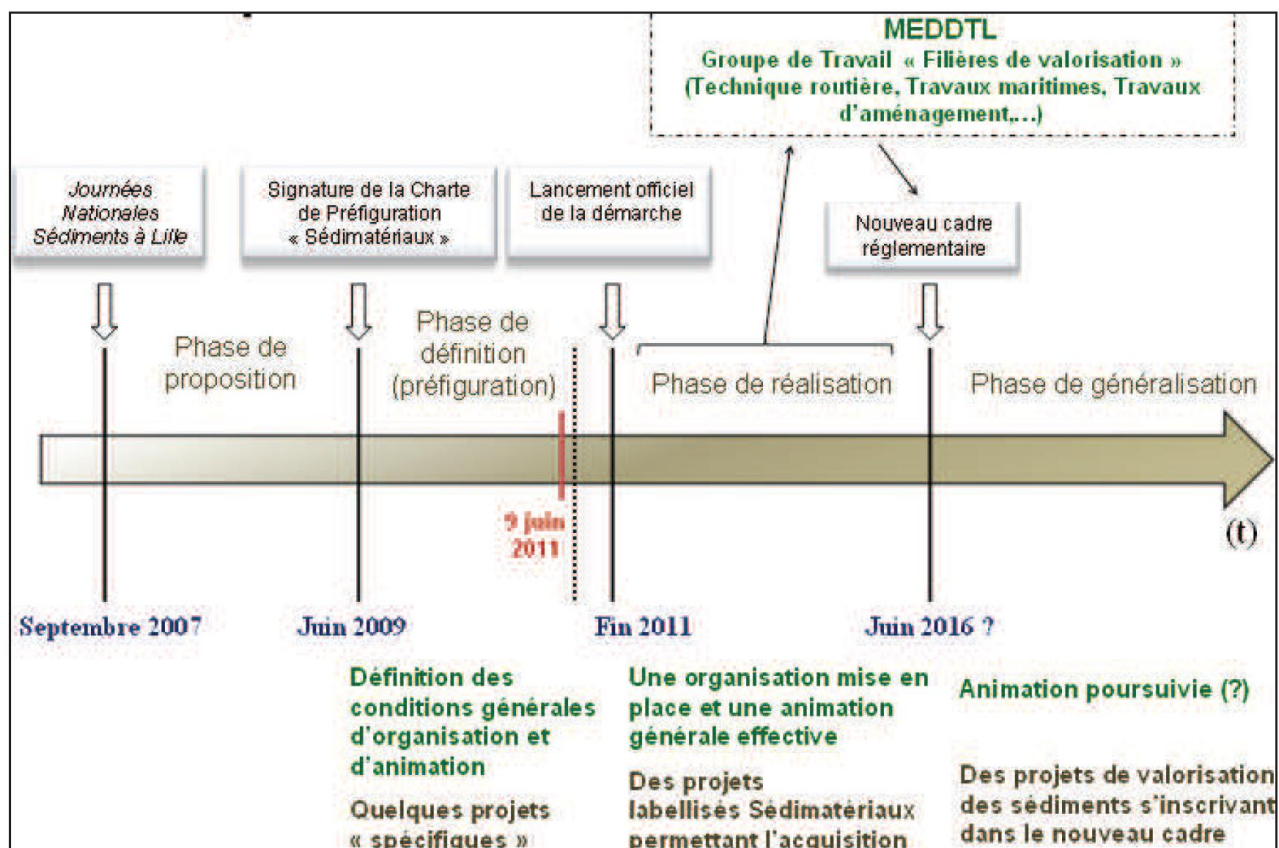 MEDDTL
Groupe de Travail « Filières de valorisation »
(Technique routière, Travaux maritimes, Travaux
d'aménagement,…)
Journées
Nationales
Sédiments à Lille
Signature de la Charte
de Préfiguration
« Sédimatériaux »
Lancement officiel
de la démarche
Nouveau cadre
réglementaire
Phase de
proposition
Phase de
définition
(préfiguration)
Phase de réalisation
Phase de généralisation
9 juin
2011
(t)
Septembre 2007
Juin 2009
Fin 2011
Juin 2016 ?
Définition des
conditions générales
d'organisation et
d'animation
Quelques projets
« spécifiques »
Une organisation mise en
place et une animation
générale effective
Des projets
labellisés Sédimatériaux
permettant l'acquisition
Animation poursuivie (?)
Des projets de valorisation
des sédiments s'inscrivant
dans le nouveau cadre